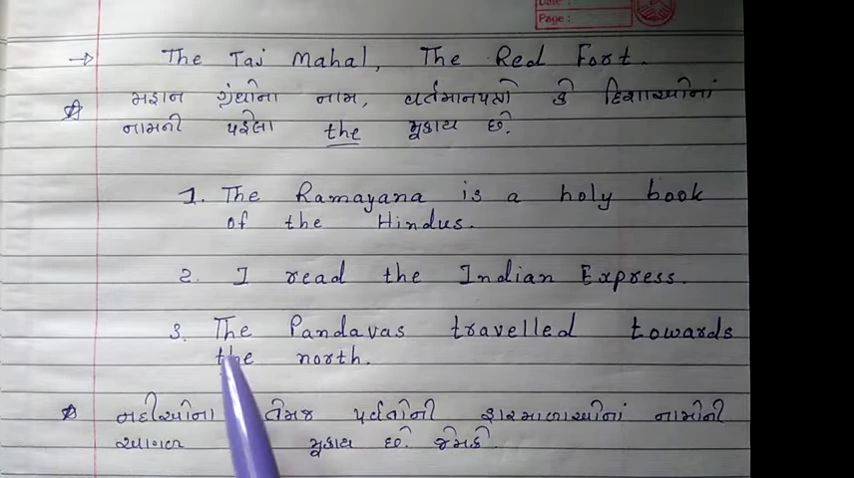 Date :
Page :
→ The Taj Mahal, The Red Fort.
☆ મહાન ગ્રંથોના નામ, વર્તમાનપત્રો કે દિશાઓનાં
નામની પહેલા the મૂકાય છે.
1. The Ramayana is a holy book
of the Hindus.
2. I read the Indian Express.
3. The Pandavas travelled towards
the north.
☆ નદીઓના તેમજ પર્વતોની હારમાળાઓનાં નામોની
આગળ મૂકાય છે. જેમકે.